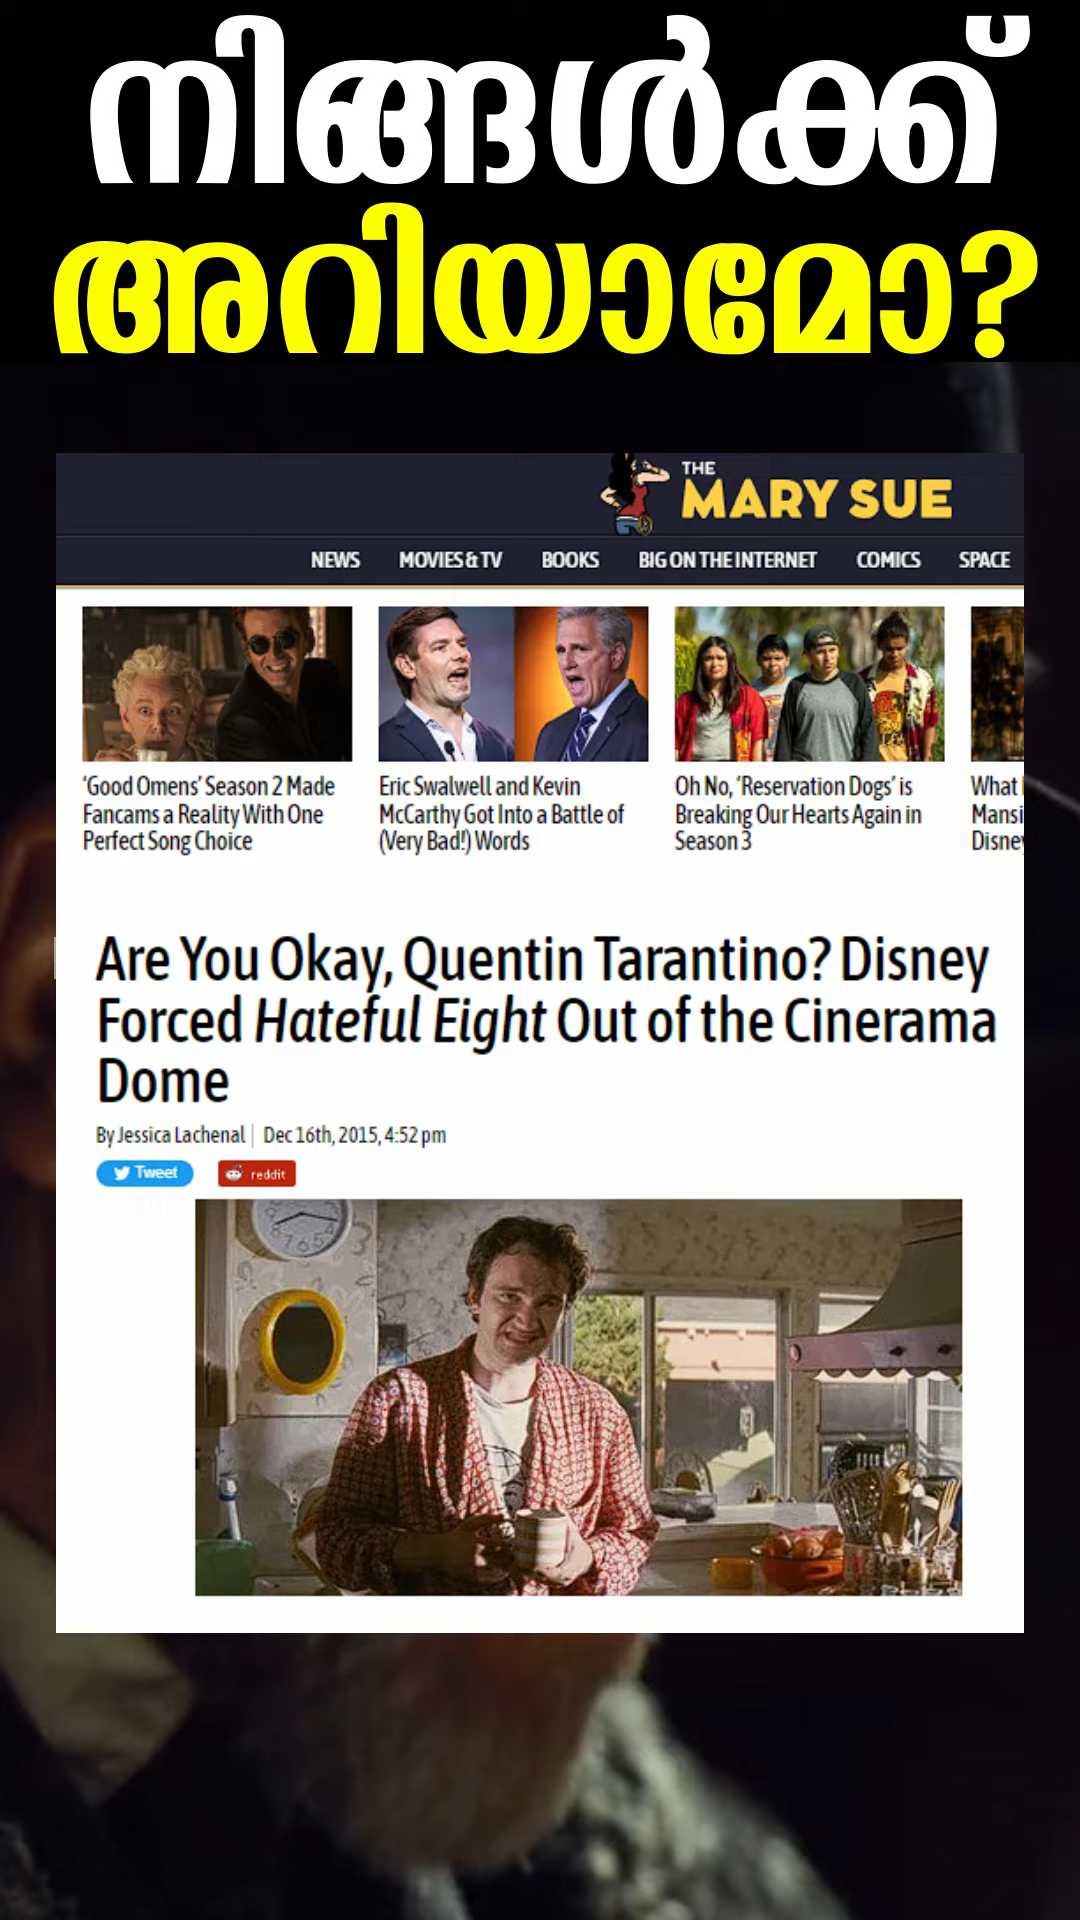 നിങ്ങൾക്ക്
അറിയാമോ?
THE
MARY SUE
NEWS MOVIES & TV BOOKS BIG ON THE INTERNET COMICS SPACE
'Good Omens' Season 2 Made
Fancams a Reality With One
Perfect Song Choice
Eric Swalwell and Kevin
McCarthy Got Into a Battle of
(Very Bad!) Words
Oh No, 'Reservation Dogs' is
Breaking Our Hearts Again in
Season 3
What
Mansi
Disney
Are You Okay, Quentin Tarantino? Disney
Forced Hateful Eight Out of the Cinerama
Dome
By Jessica Lachenal | Dec 16th, 2015, 4:52 pm
Tweet reddit